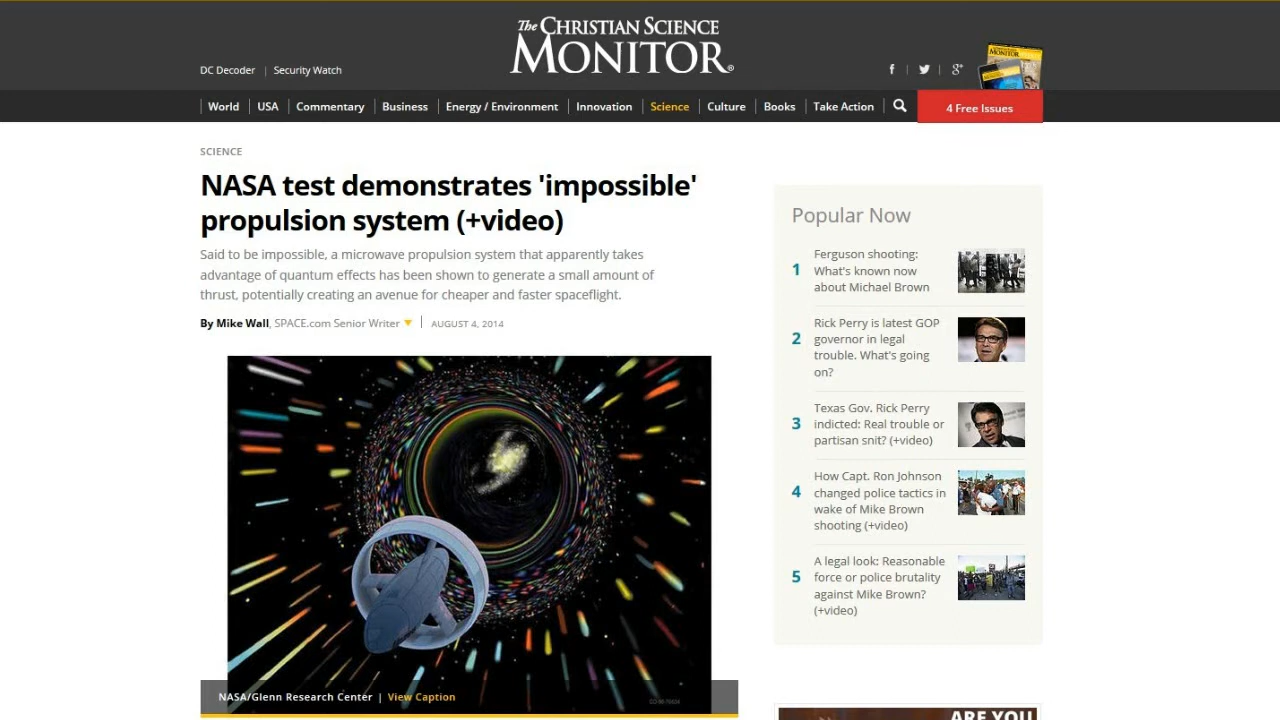 The CHRISTIAN SCIENCE
MONITOR®
DC Decoder | Security Watch
f | | g+
World | USA | Commentary | Business | Energy / Environment | Innovation | Science | Culture | Books | Take Action
4 Free Issues
SCIENCE
NASA test demonstrates 'impossible'
propulsion system (+video)
Said to be impossible, a microwave propulsion system that apparently takes
advantage of quantum effects has been shown to generate a small amount of
thrust, potentially creating an avenue for cheaper and faster spaceflight.
By Mike Wall, SPACE.com Senior Writer | AUGUST 4, 2014
NASA/Glenn Research Center | View Caption
Popular Now
1
Ferguson shooting:
What's known now
about Michael Brown
2
Rick Perry is latest GOP
governor in legal
trouble. What's going
on?
3
Texas Gov. Rick Perry
indicted: Real trouble or
partisan snit? (+video)
4
How Capt. Ron Johnson
changed police tactics in
wake of Mike Brown
shooting (+video)
5
A legal look: Reasonable
force or police brutality
against Mike Brown?
(+video)
ARE YOU